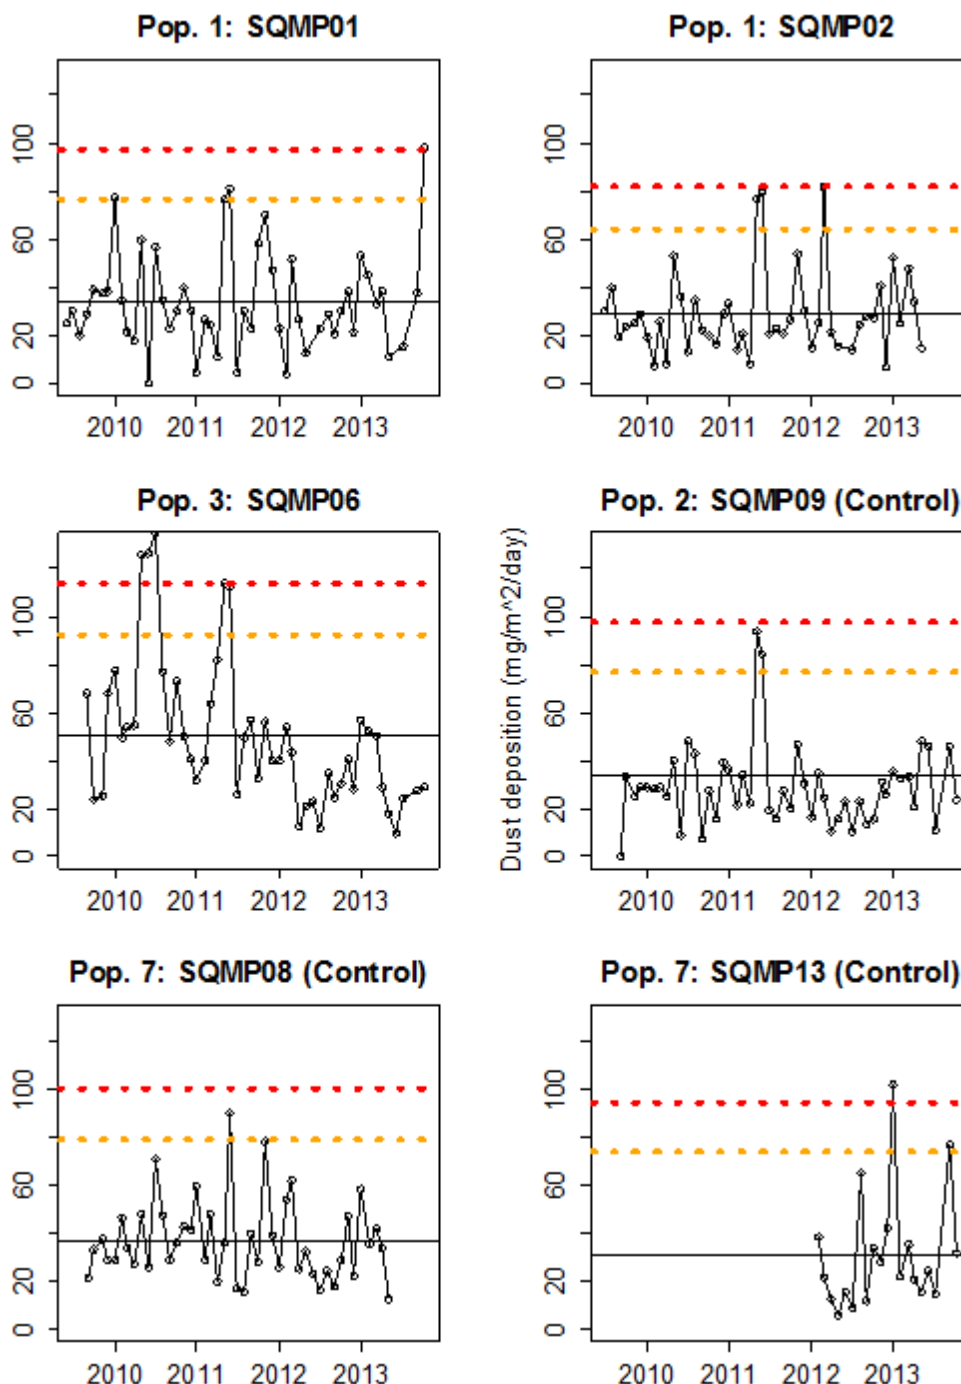 Pop. 1: SQMP01
100
60
20
0
2010 2011 2012 2013
Pop. 1: SQMP02
100
60
20
0
2010 2011 2012 2013
Pop. 3: SQMP06
100
60
20
0
2010 2011 2012 2013
Pop. 2: SQMP09 (Control)
Dust deposition (mg/m^2/day)
100
60
20
0
2010 2011 2012 2013
Pop. 7: SQMP08 (Control)
100
60
20
0
2010 2011 2012 2013
Pop. 7: SQMP13 (Control)
100
60
20
0
2010 2011 2012 2013